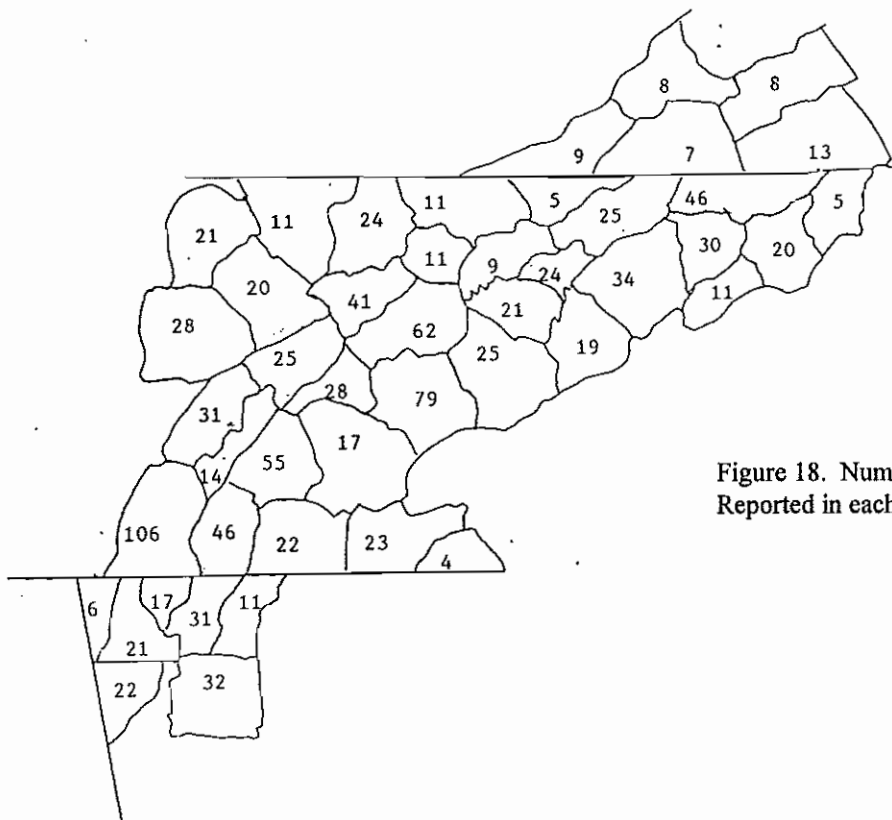 8 8
9 7 13
11 24 11 5 25 46 5
21 11 9 24 34 30 20
20 41 21 11
28 62 25 19
25
28 79
31 17
14 55
106 46 22 23 4
6 17 31 11
21
22 32
Figure 18. Num
Reported in each